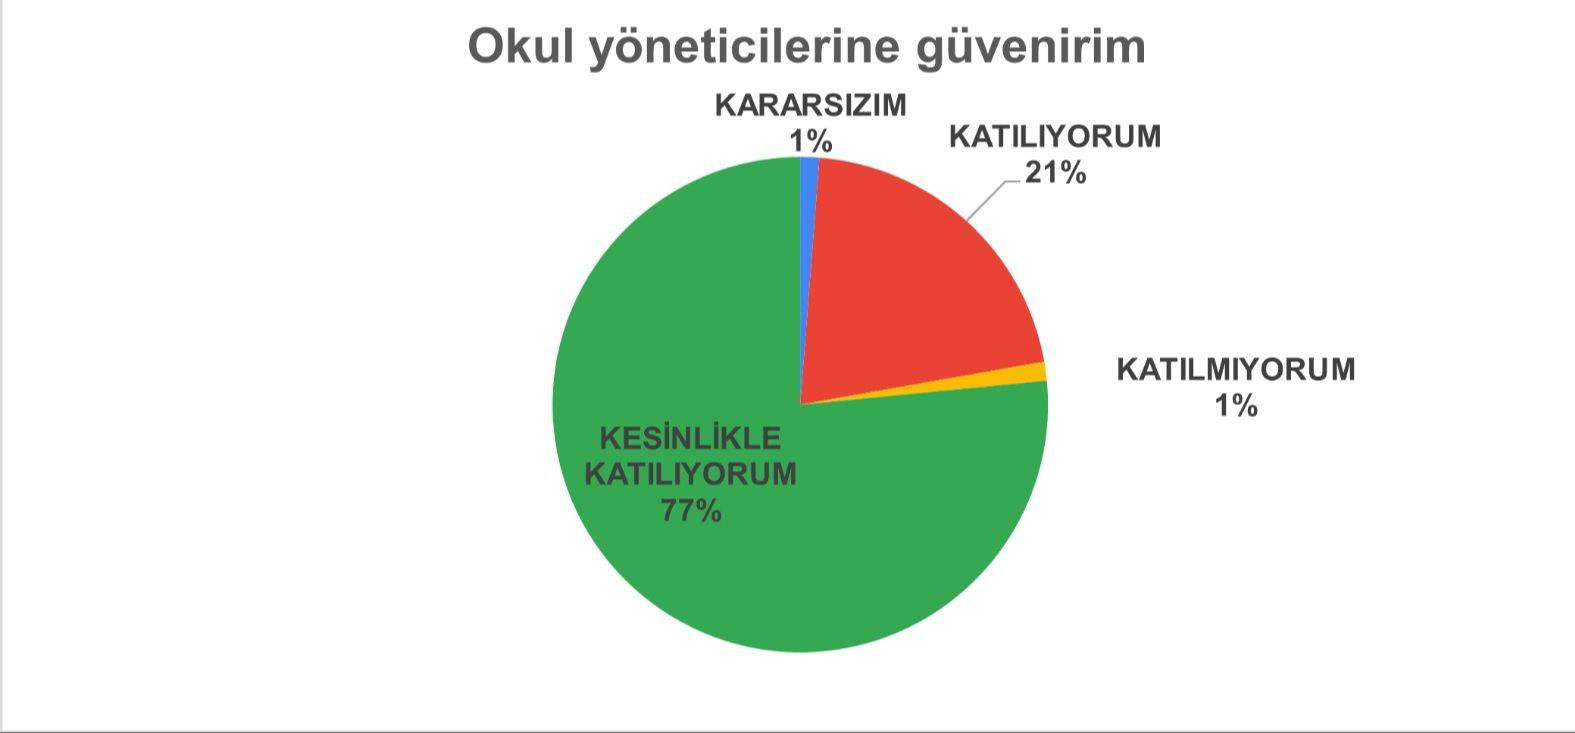 Okul yöneticilerine güvenirim
KARARSIZIM
1%
KATILIYORUM
21%
KATILMIYORUM
1%
KESİNLİKLE
KATILIYORUM
77%